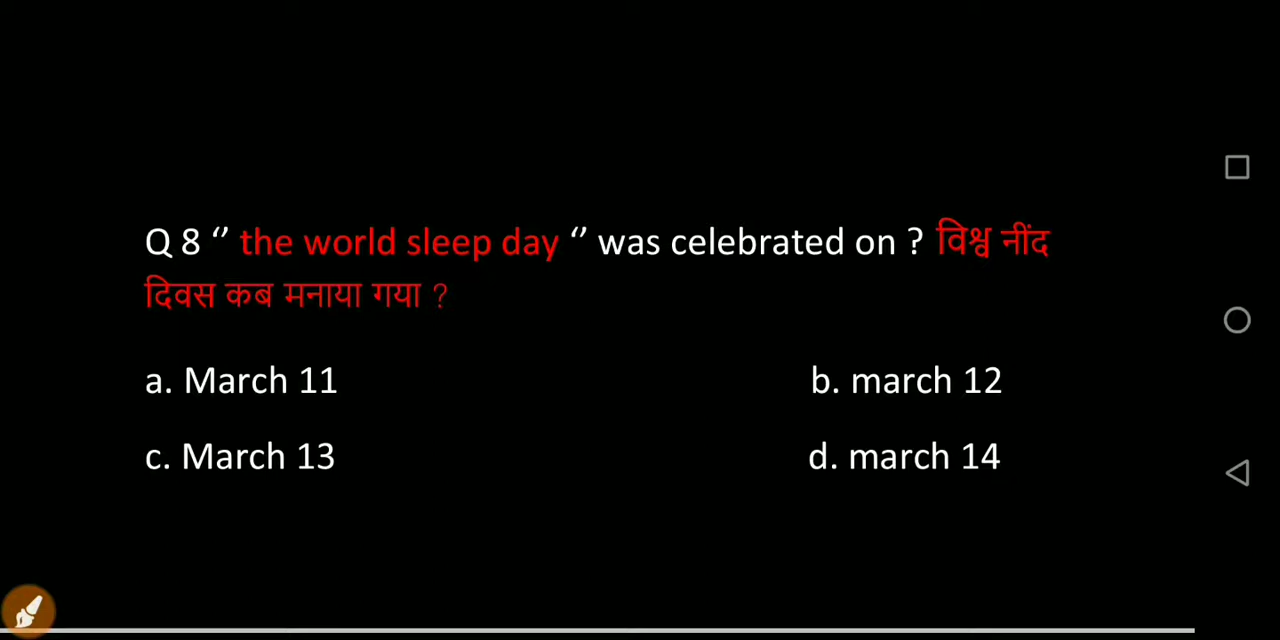 Q 8 “ the world sleep day “ was celebrated on ? विश्व नींद
दिवस कब मनाया गया ?
a. March 11 b. march 12
c. March 13 d. march 14